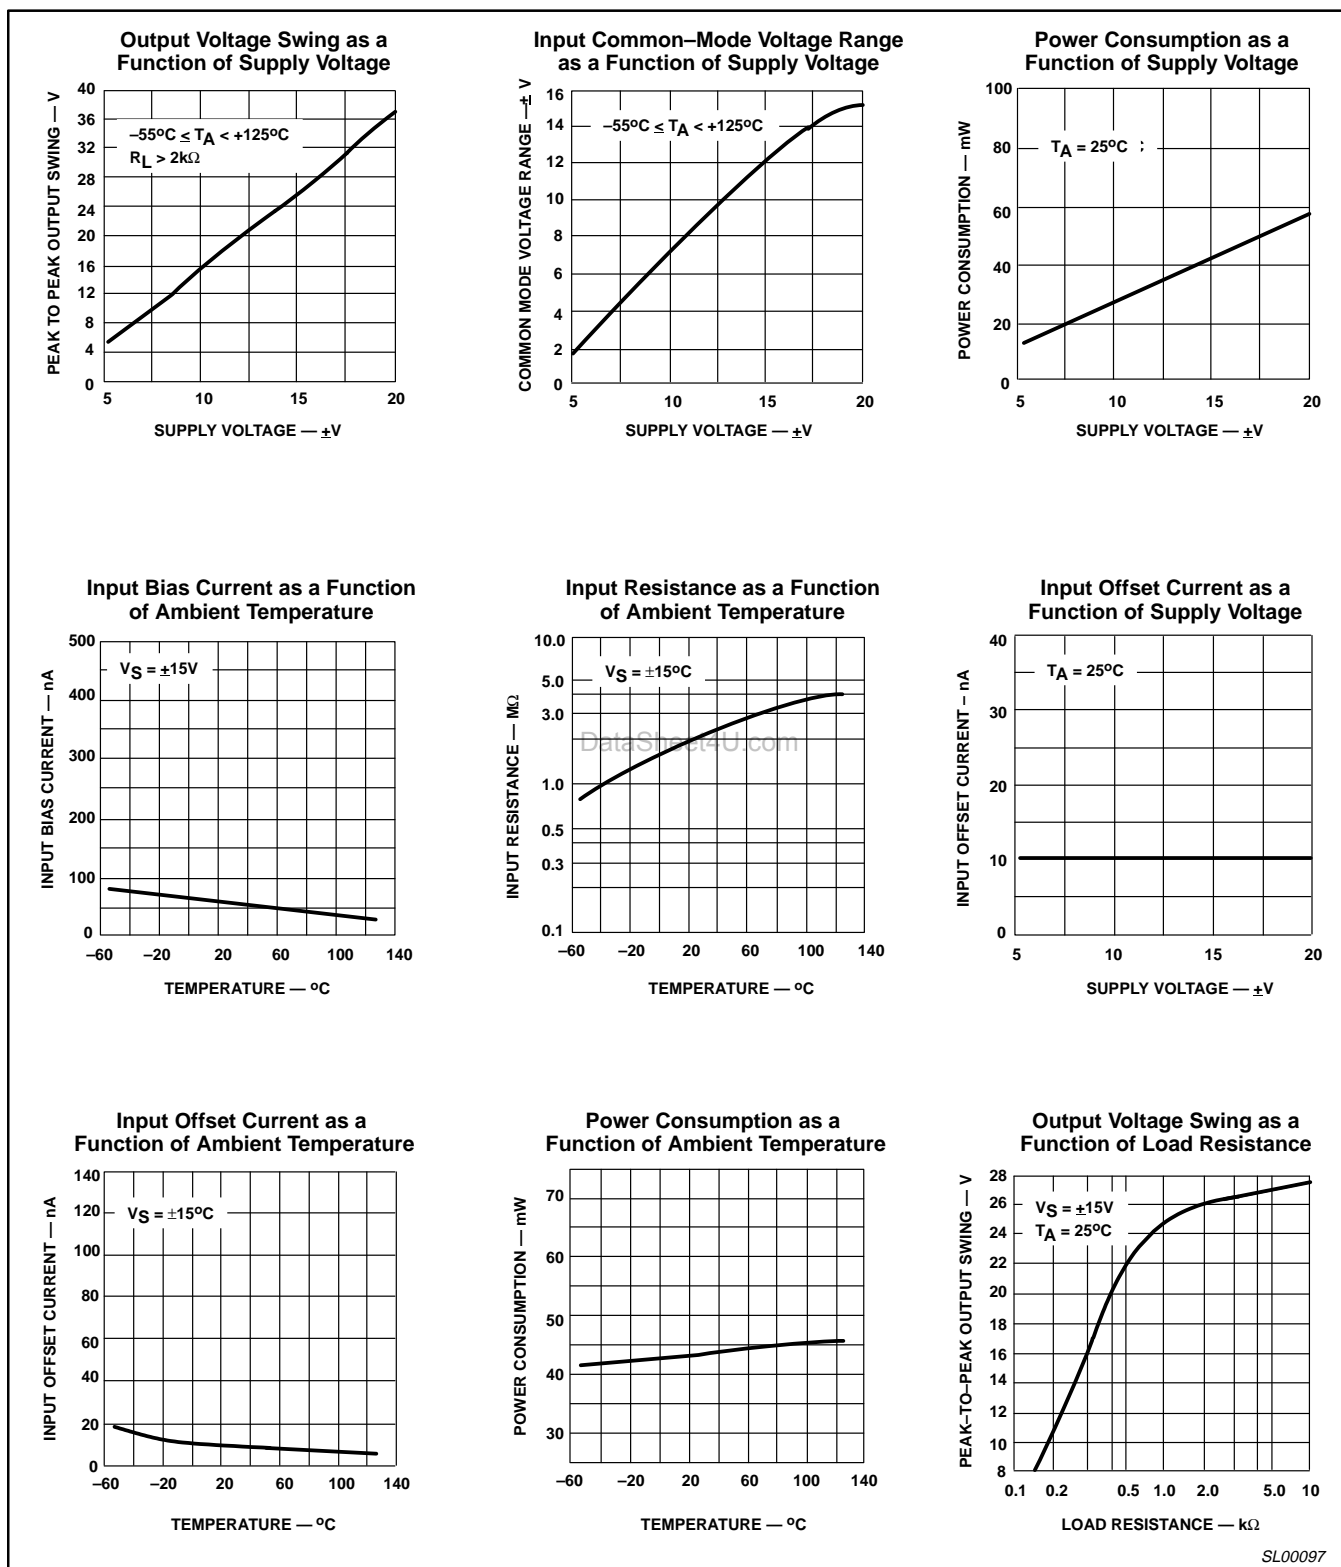 Output Voltage Swing as a
Function of Supply Voltage
PEAK TO PEAK OUTPUT SWING — V
40
36
32
28
24
20
16
12
8
4
0
–55°C ≤ TA < +125°C
RL > 2kΩ
5 10 15 20
SUPPLY VOLTAGE — ±V
Input Common–Mode Voltage Range
as a Function of Supply Voltage
COMMON MODE VOLTAGE RANGE —± V
16
14
12
10
8
6
4
2
0
–55°C ≤ TA < +125°C
5 10 15 20
SUPPLY VOLTAGE — ±V
Power Consumption as a
Function of Supply Voltage
POWER CONSUMPTION — mW
100
80
60
40
20
0
TA = 25°C :
5 10 15 20
SUPPLY VOLTAGE — ±V
Input Bias Current as a Function
of Ambient Temperature
INPUT BIAS CURRENT — nA
500
400
300
200
100
0
VS = ±15V
–60 –20 20 60 100 140
TEMPERATURE — °C
Input Resistance as a Function
of Ambient Temperature
INPUT RESISTANCE — MΩ
10.0
5.0
3.0
1.0
0.5
0.3
0.1
VS = ±15°C
DataSheet4U.com
–60 –20 20 60 100 140
TEMPERATURE — °C
Input Offset Current as a
Function of Supply Voltage
INPUT OFFSET CURRENT – nA
40
30
20
10
0
TA = 25°C
5 10 15 20
SUPPLY VOLTAGE — ±V
Input Offset Current as a
Function of Ambient Temperature
INPUT OFFSET CURRENT — nA
140
120
100
80
60
40
20
0
VS = ±15°C
–60 –20 20 60 100 140
TEMPERATURE — °C
Power Consumption as a
Function of Ambient Temperature
POWER CONSUMPTION — mW
70
60
50
40
30
–60 –20 20 60 100 140
TEMPERATURE — °C
Output Voltage Swing as a
Function of Load Resistance
PEAK–TO–PEAK OUTPUT SWING — V
28
26
24
22
20
18
16
14
12
10
8
VS = ±15V
TA = 25°C
0.1 0.2 0.5 1.0 2.0 5.0 10
LOAD RESISTANCE — kΩ
SL00097